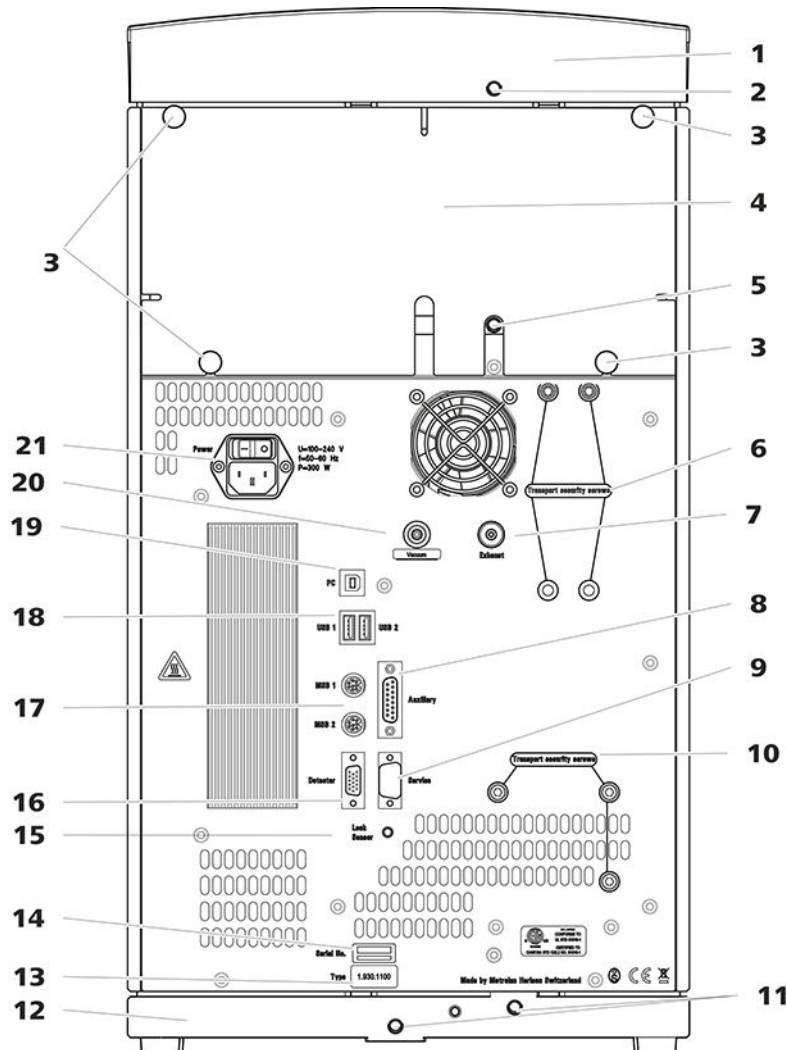 1
2
3
3
4
5
3
Power
U=100-240 V
f=50-60 Hz
P=300 W
21
6
Transport security screws
20
7
Vacuum
Exhaust
19
PC
18
USB 1
USB 2
8
MSB 1
Auxiliary
9
17
MSB 2
Transport security screws
10
Detector
Service
16
Leak
Sensor
15
14
Serial No.
CONFORMS TO
13
Type
1.930.1100
Made by Metrohm Herisau Switzerland
CE
12
11